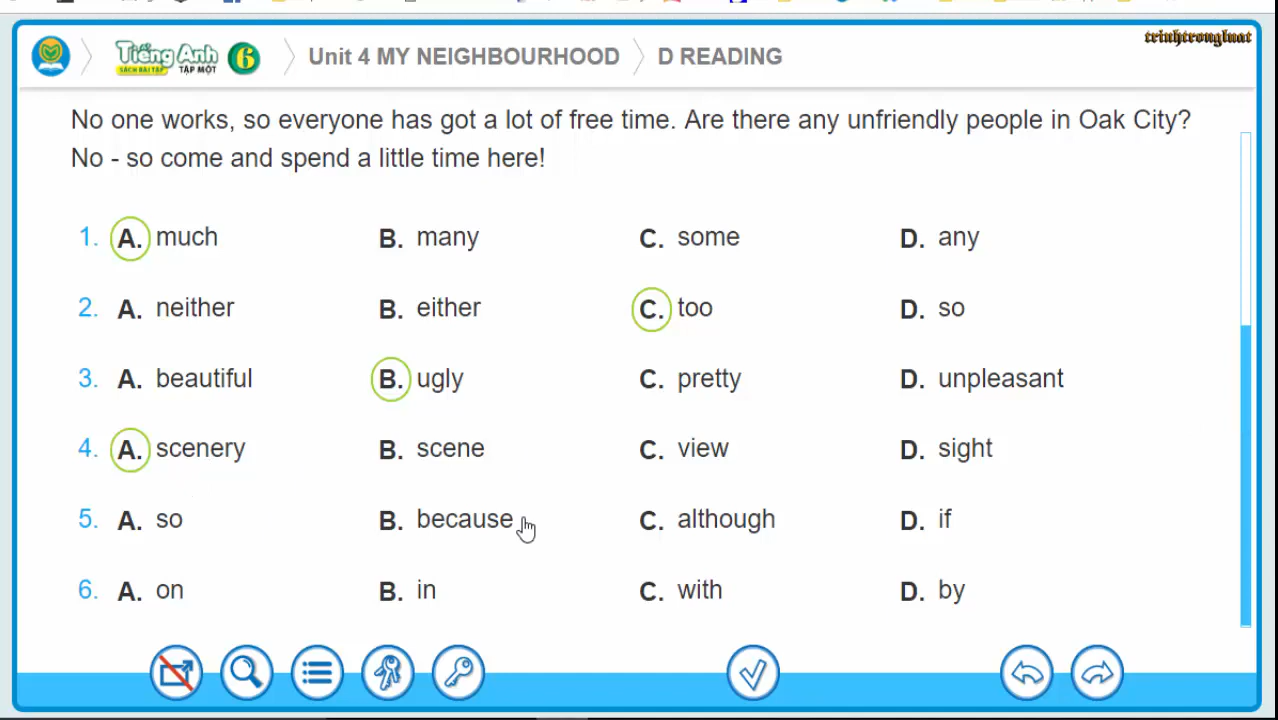 trinhtrongluat
Tiếng Anh 6
SÁCH BÀI TẬP TẬP MỘT
Unit 4 MY NEIGHBOURHOOD
D READING
No one works, so everyone has got a lot of free time. Are there any unfriendly people in Oak City?
No - so come and spend a little time here!
1. A. much B. many C. some D. any
2. A. neither B. either C. too D. so
3. A. beautiful B. ugly C. pretty D. unpleasant
4. A. scenery B. scene C. view D. sight
5. A. so B. because C. although D. if
6. A. on B. in C. with D. by